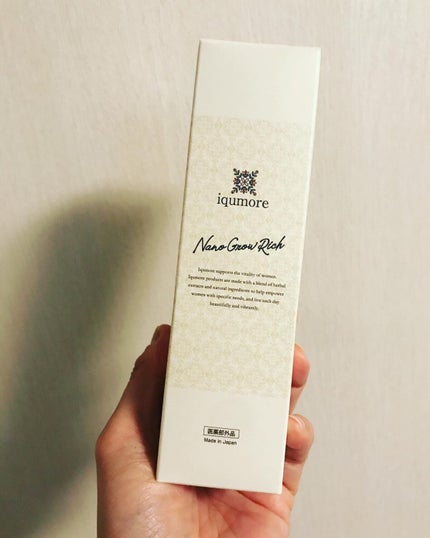 iqumore
Nano Grow Rich
Iqumore supports the vitality of women.
Iqumore products are made with a blend of herbal
extracts and natural ingredients to help empower
women with specific needs, and live each day
beautifully and vibrantly.
医薬部外品
Made in Japan